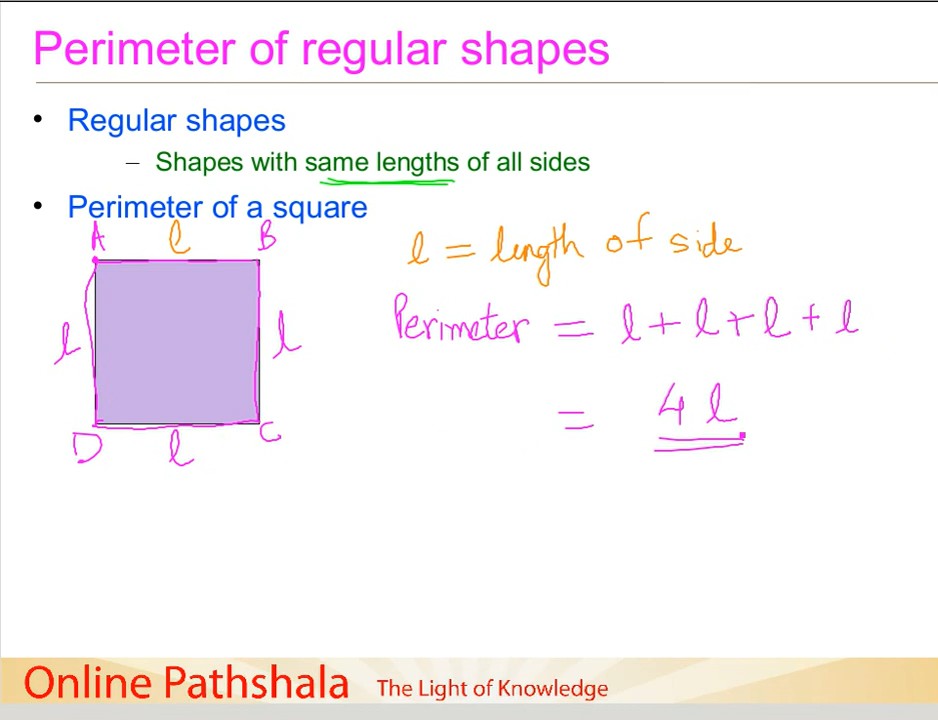 Perimeter of regular shapes
• Regular shapes
– Shapes with same lengths of all sides
• Perimeter of a square
A l B
l = length of side
l l
Perimeter = l + l + l + l
= 4 l
D l C
Online Pathshala The Light of Knowledge